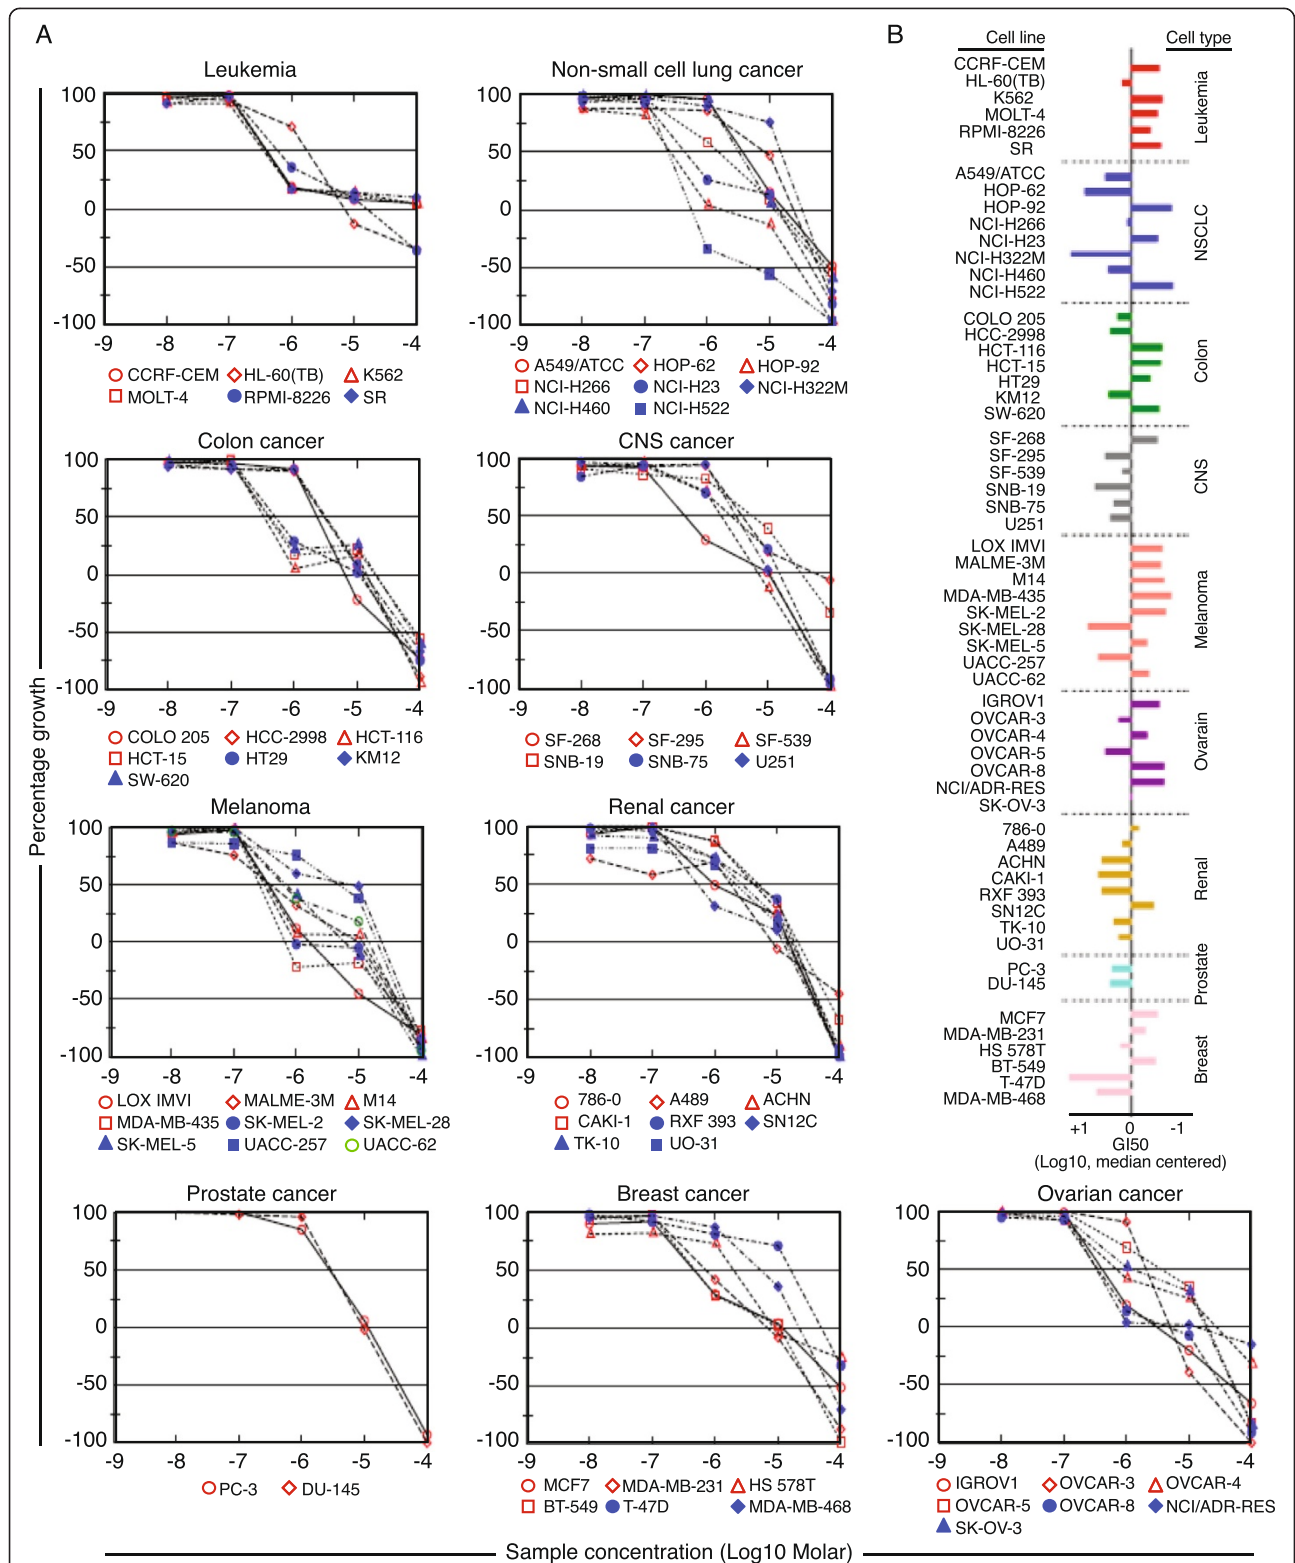 A
Percentage growth
Leukemia
100
50
0
-50
-100
-9 -8 -7 -6 -5 -4
CCRF-CEM HL-60(TB) K562
MOLT-4 RPMI-8226 SR
Non-small cell lung cancer
100
50
0
-50
-100
-9 -8 -7 -6 -5 -4
A549/ATCC HOP-62 HOP-92
NCI-H266 NCI-H23 NCI-H322M
NCI-H460 NCI-H522
Colon cancer
100
50
0
-50
-100
-9 -8 -7 -6 -5 -4
COLO 205 HCC-2998 HCT-116
HCT-15 HT29 KM12
SW-620
CNS cancer
100
50
0
-50
-100
-9 -8 -7 -6 -5 -4
SF-268 SF-295 SF-539
SNB-19 SNB-75 U251
Melanoma
100
50
0
-50
-100
-9 -8 -7 -6 -5 -4
LOX IMVI MALME-3M M14
MDA-MB-435 SK-MEL-2 SK-MEL-28
SK-MEL-5 UACC-257 UACC-62
Renal cancer
100
50
0
-50
-100
-9 -8 -7 -6 -5 -4
786-0 A489 ACHN
CAKI-1 RXF 393 SN12C
TK-10 UO-31
Prostate cancer
100
50
0
-50
-100
-9 -8 -7 -6 -5 -4
PC-3 DU-145
Breast cancer
100
50
0
-50
-100
-9 -8 -7 -6 -5 -4
MCF7 MDA-MB-231 HS 578T
BT-549 T-47D MDA-MB-468
Ovarian cancer
100
50
0
-50
-100
-9 -8 -7 -6 -5 -4
IGROV1 OVCAR-3 OVCAR-4
OVCAR-5 OVCAR-8 NCI/ADR-RES
SK-OV-3
Sample concentration (Log10 Molar)
B
Cell line Cell type
CCRF-CEM
HL-60(TB)
K562
MOLT-4
RPMI-8226
SR
Leukemia
A549/ATCC
HOP-62
HOP-92
NCI-H266
NCI-H23
NCI-H322M
NCI-H460
NCI-H522
NSCLC
COLO 205
HCC-2998
HCT-116
HCT-15
HT29
KM12
SW-620
Colon
SF-268
SF-295
SF-539
SNB-19
SNB-75
U251
CNS
LOX IMVI
MALME-3M
M14
MDA-MB-435
SK-MEL-2
SK-MEL-28
SK-MEL-5
UACC-257
UACC-62
Melanoma
IGROV1
OVCAR-3
OVCAR-4
OVCAR-5
OVCAR-8
NCI/ADR-RES
SK-OV-3
Ovarain
786-0
A489
ACHN
CAKI-1
RXF 393
SN12C
TK-10
UO-31
Renal
PC-3
DU-145
Prostate
MCF7
MDA-MB-231
HS 578T
BT-549
T-47D
MDA-MB-468
Breast
+1 0 -1
GI50
(Log10, median centered)